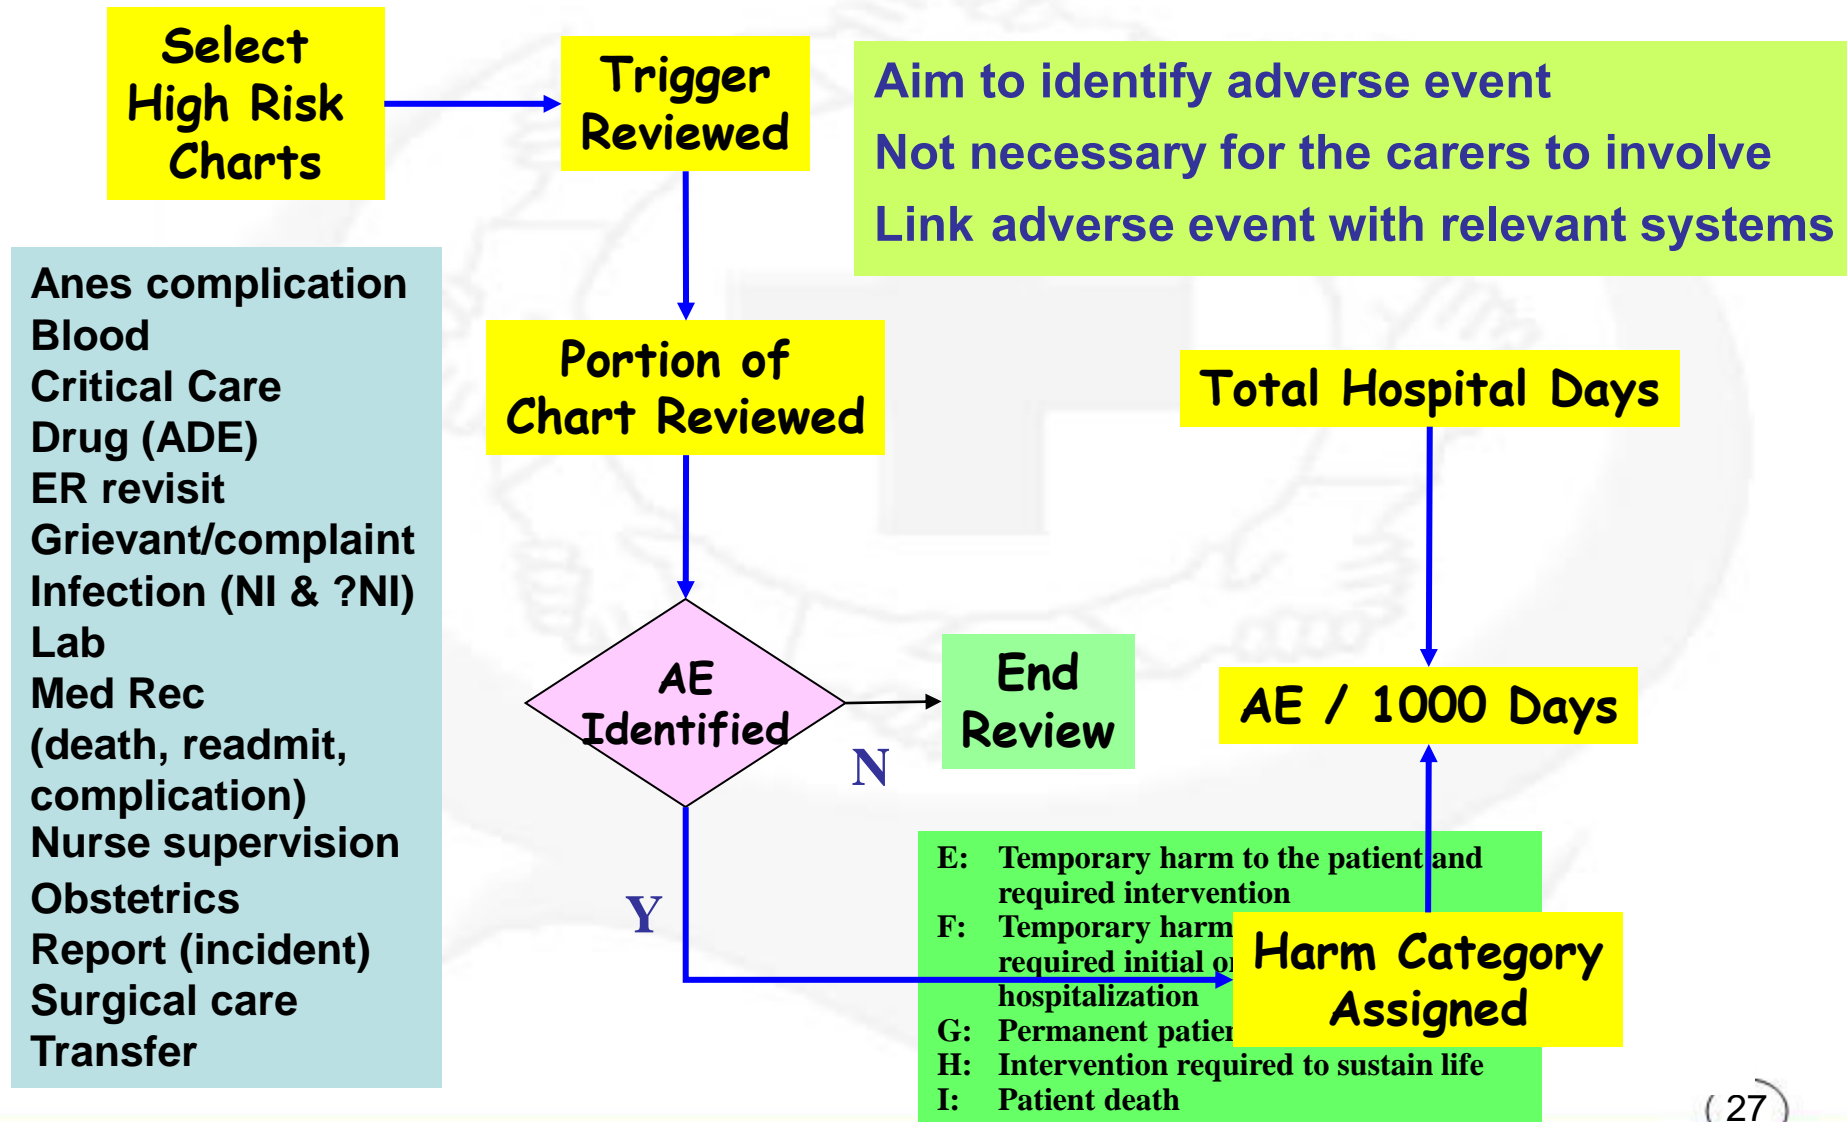 Select
High Risk
Charts
Trigger
Reviewed
Aim to identify adverse event
Not necessary for the carers to involve
Link adverse event with relevant systems
Anes complication
Blood
Critical Care
Drug (ADE)
ER revisit
Grievant/complaint
Infection (NI & ?NI)
Lab
Med Rec
(death, readmit,
complication)
Nurse supervision
Obstetrics
Report (incident)
Surgical care
Transfer
Portion of
Chart Reviewed
Total Hospital Days
AE
Identified
N
End
Review
AE / 1000 Days
Y
E: Temporary harm to the patient and
required intervention
F: Temporary harm
required initial
hospitalization
G: Permanent
H: Intervention required to sustain life
I: Patient death
Harm Category
Assigned
27